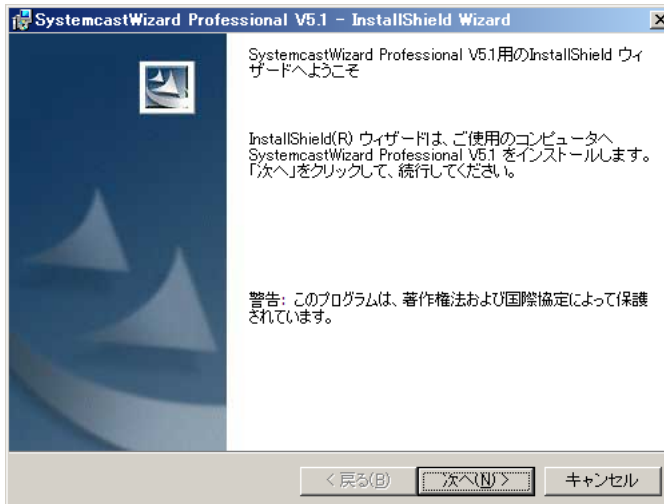 SystemcastWizard Professional V5.1 - InstallShield Wizard
SystemcastWizard Professional V5.1用のInstallShield ウィ
ザードへようこそ
InstallShield(R) ウィザードは、ご使用のコンピュータへ
SystemcastWizard Professional V5.1 をインストールします。
「次へ」をクリックして、続行してください。
警告: このプログラムは、著作権法および国際協定によって保護
されています。
< 戻る(B)
次へ(N) >
キャンセル